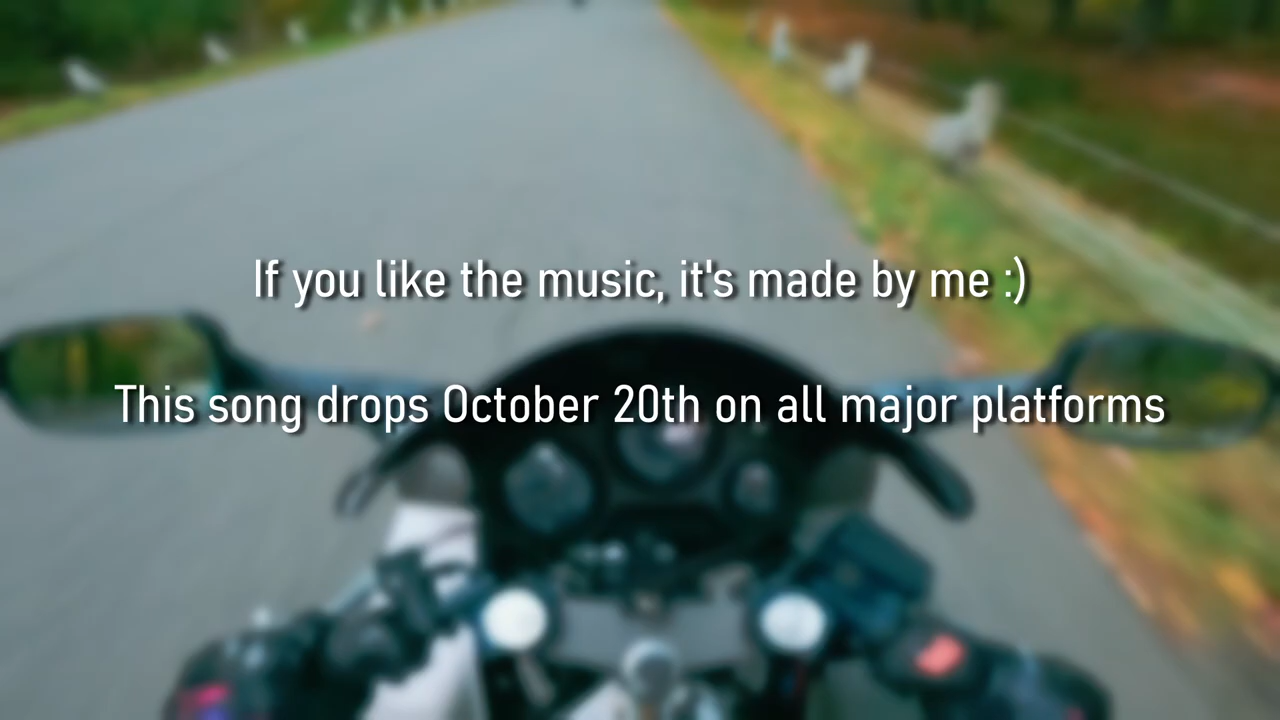 If you like the music, it's made by me :)
This song drops October 20th on all major platforms